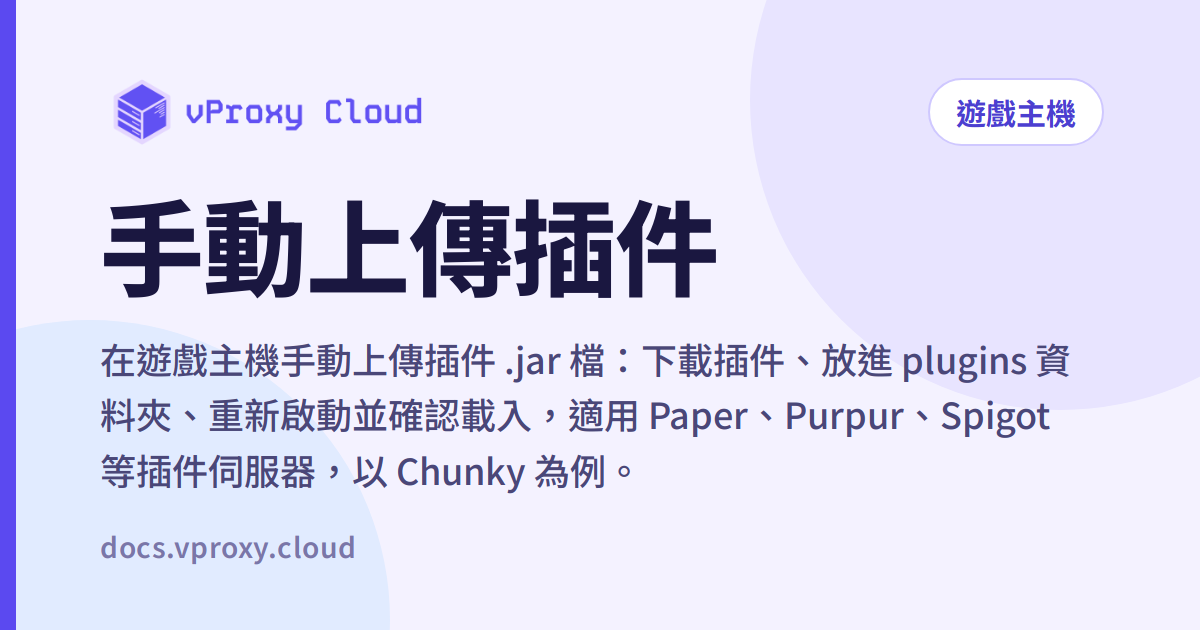 vProxy Cloud
遊戲主機
手動上傳插件
在遊戲主機手動上傳插件 .jar 檔：下載插件、放進 plugins 資
料夾、重新啟動並確認載入，適用 Paper、Purpur、Spigot
等插件伺服器，以 Chunky 為例。
docs.vproxy.cloud